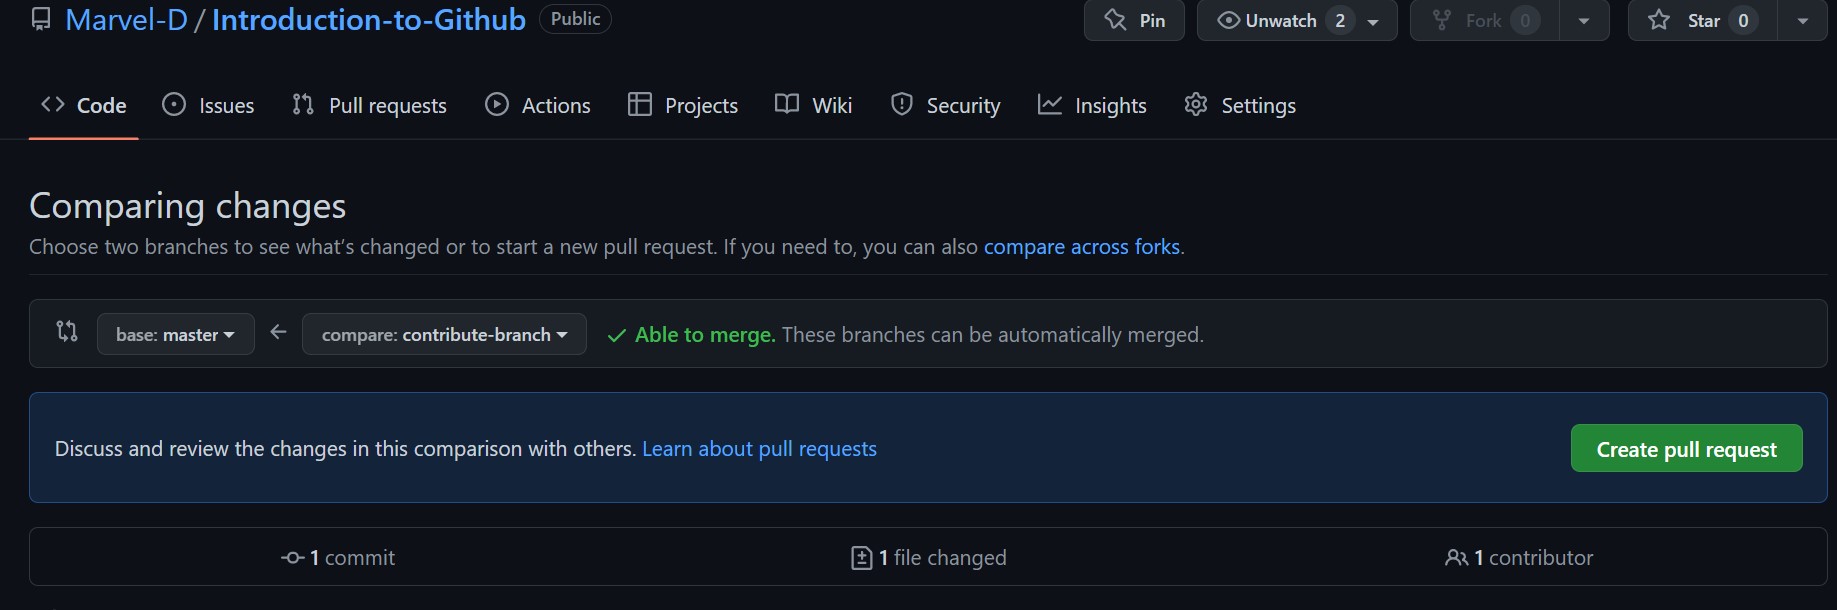 Marvel-D / Introduction-to-Github Public Pin Unwatch 2 Fork 0 Star 0
Code Issues Pull requests Actions Projects Wiki Security Insights Settings
Comparing changes
Choose two branches to see what's changed or to start a new pull request. If you need to, you can also compare across forks.
base: master compare: contribute-branch Able to merge. These branches can be automatically merged.
Discuss and review the changes in this comparison with others. Learn about pull requests Create pull request
1 commit 1 file changed 1 contributor